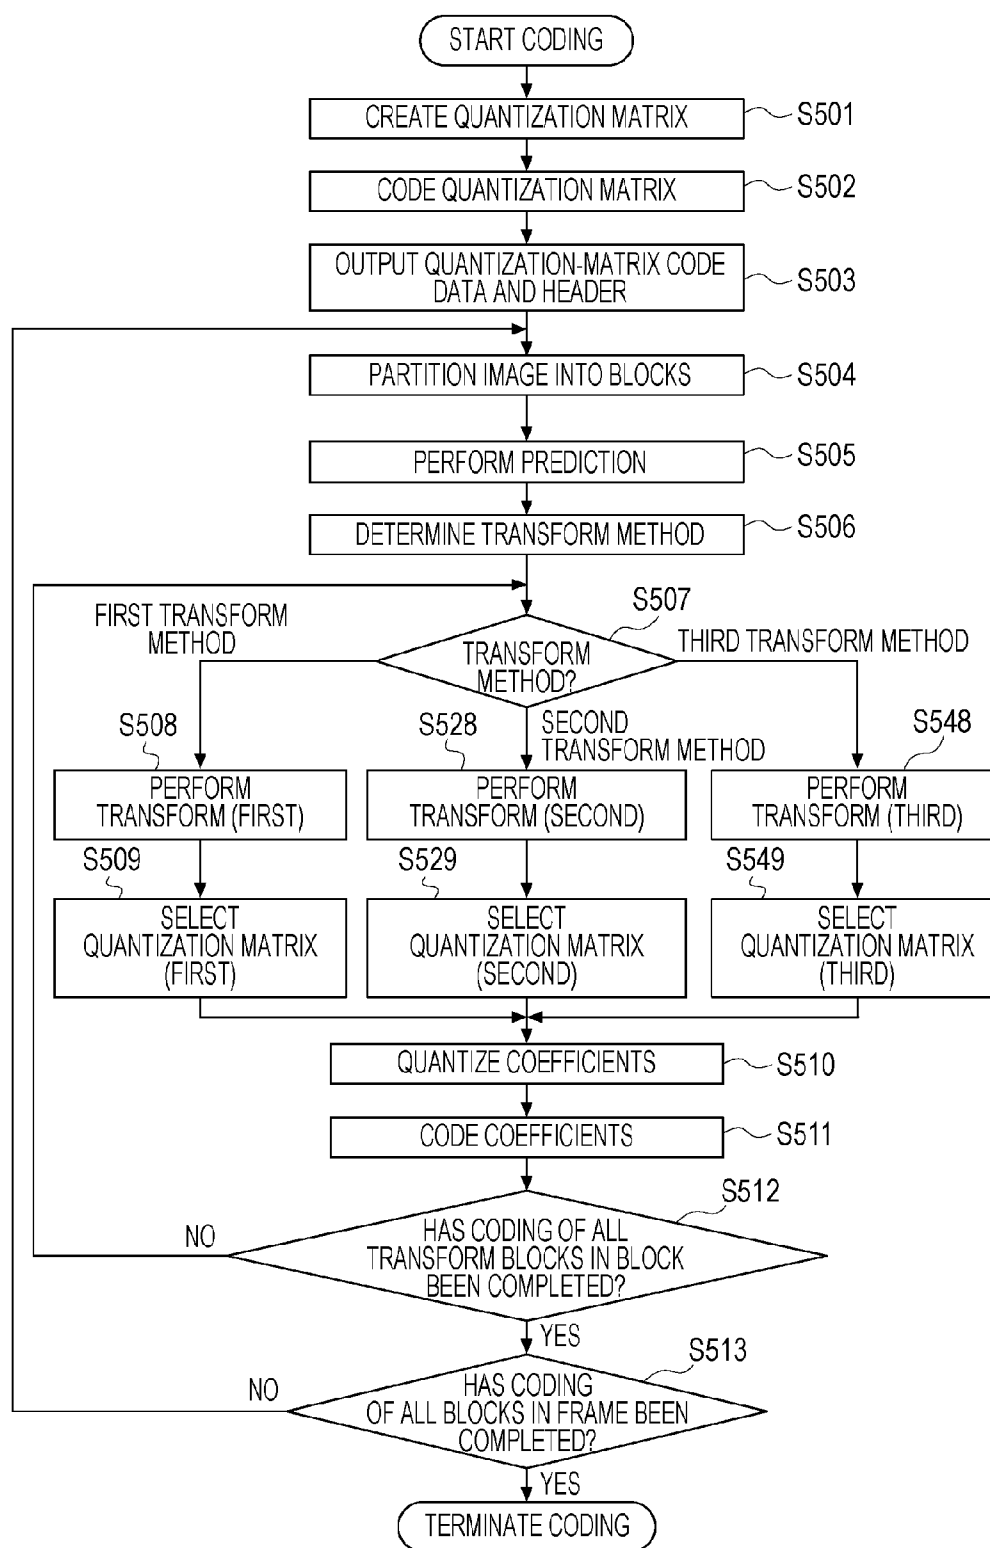 START CODING
CREATE QUANTIZATION MATRIX
S501
CODE QUANTIZATION MATRIX
S502
OUTPUT QUANTIZATION-MATRIX CODE
DATA AND HEADER
S503
PARTITION IMAGE INTO BLOCKS
S504
PERFORM PREDICTION
S505
DETERMINE TRANSFORM METHOD
S506
S507
TRANSFORM
METHOD?
FIRST TRANSFORM
METHOD
SECOND
TRANSFORM METHOD
THIRD TRANSFORM METHOD
S508
PERFORM
TRANSFORM (FIRST)
S528
PERFORM
TRANSFORM (SECOND)
S548
PERFORM
TRANSFORM (THIRD)
S509
SELECT
QUANTIZATION MATRIX
(FIRST)
S529
SELECT
QUANTIZATION MATRIX
(SECOND)
S549
SELECT
QUANTIZATION MATRIX
(THIRD)
QUANTIZE COEFFICIENTS
S510
CODE COEFFICIENTS
S511
S512
HAS CODING OF ALL
TRANSFORM BLOCKS IN BLOCK
BEEN COMPLETED?
NO
YES
S513
HAS CODING
OF ALL BLOCKS IN FRAME BEEN
COMPLETED?
NO
YES
TERMINATE CODING